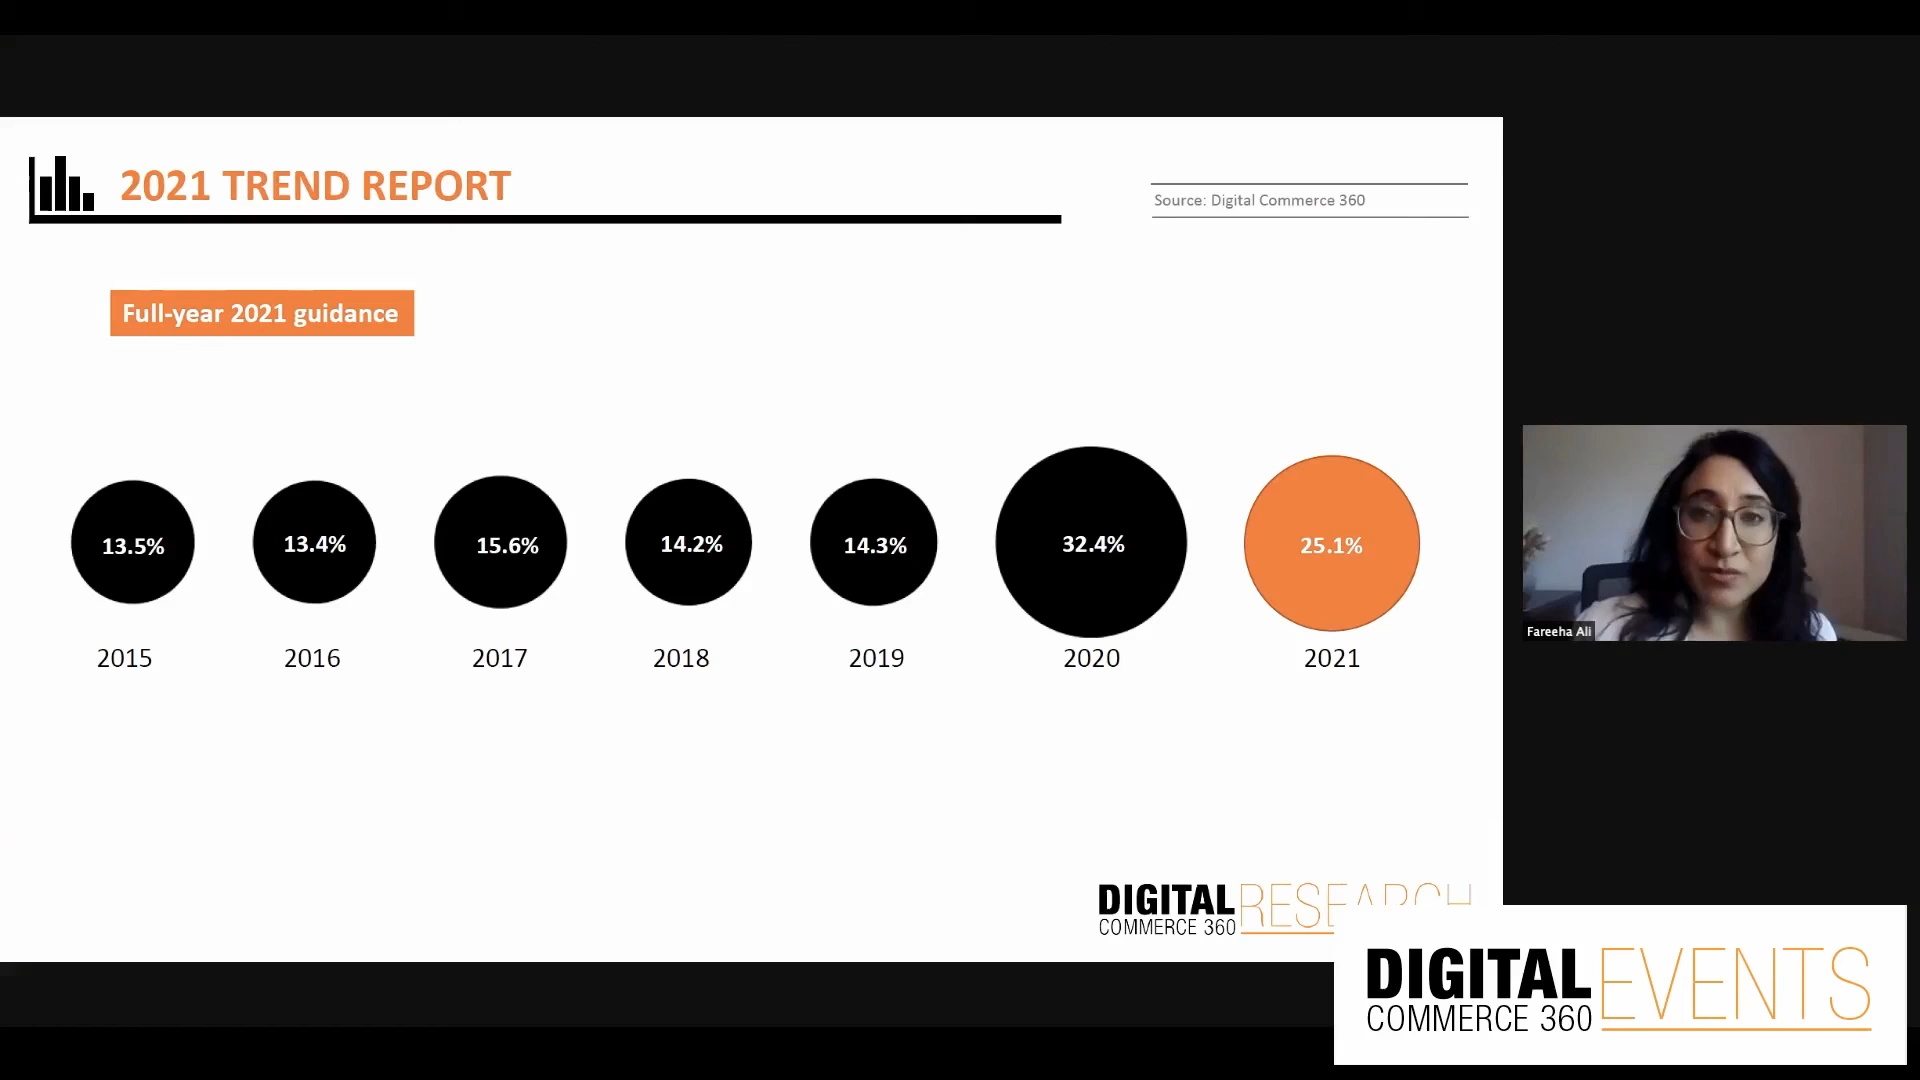 2021 TREND REPORT
Source: Digital Commerce 360
Full-year 2021 guidance
13.5% 13.4% 15.6% 14.2% 14.3% 32.4% 25.1%
2015 2016 2017 2018 2019 2020 2021
Fareeha Ali
DIGITAL RESEARCH
COMMERCE 360
DIGITAL EVENTS
COMMERCE 360